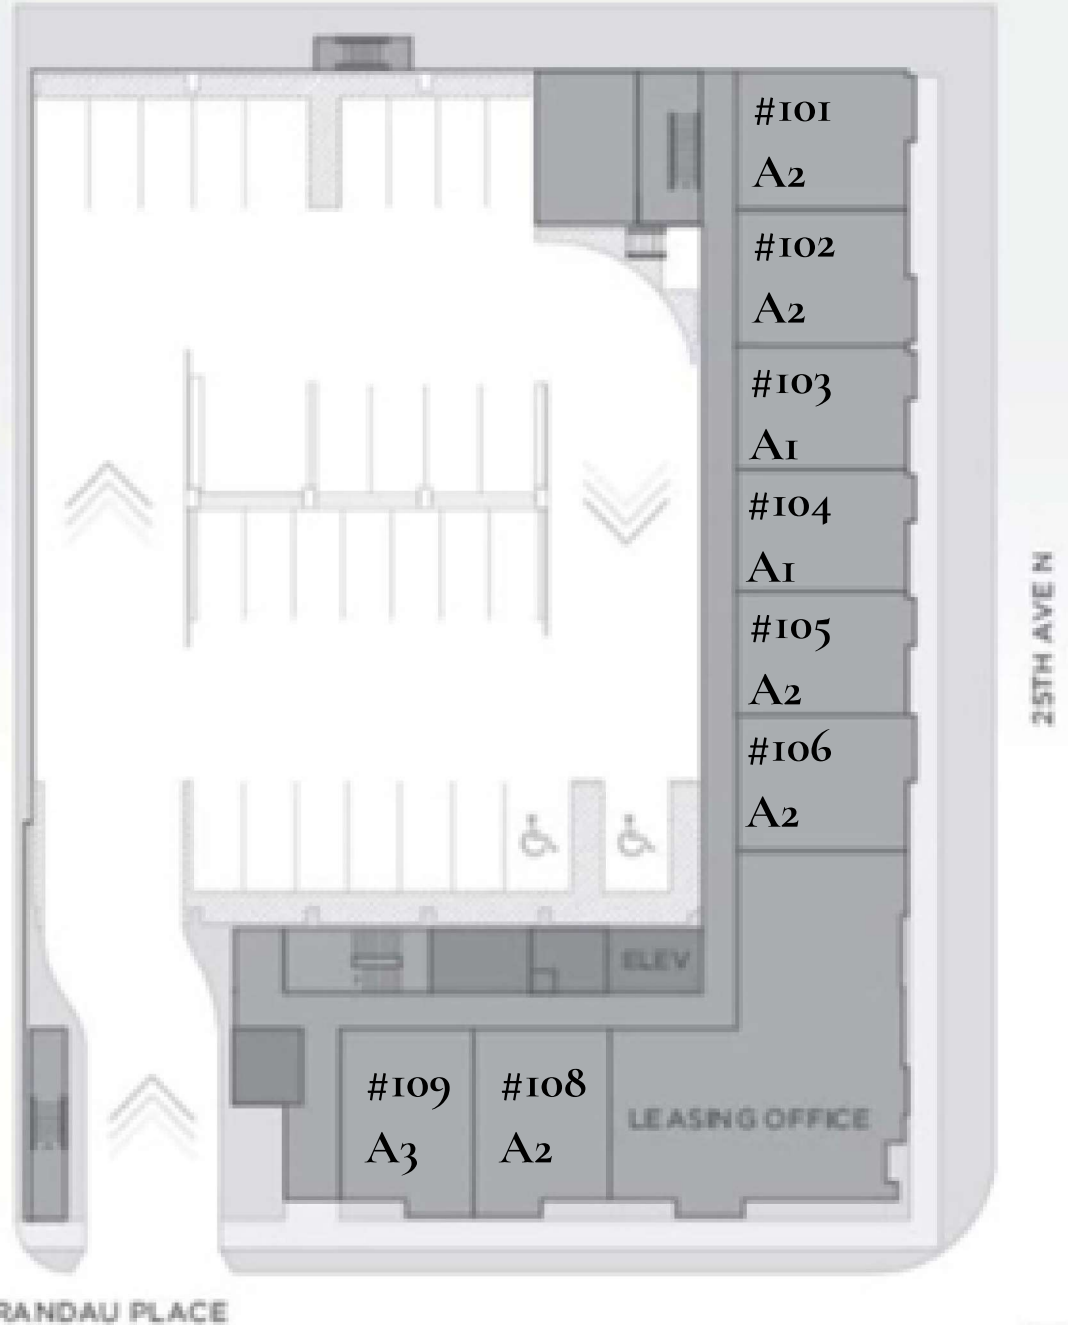 #101
A2
#102
A2
#103
A1
#104
A1
#105
A2
#106
A2
25TH AVE N
ELEV
#109
A3
#108
A2
LEASING OFFICE
RANDAU PLACE